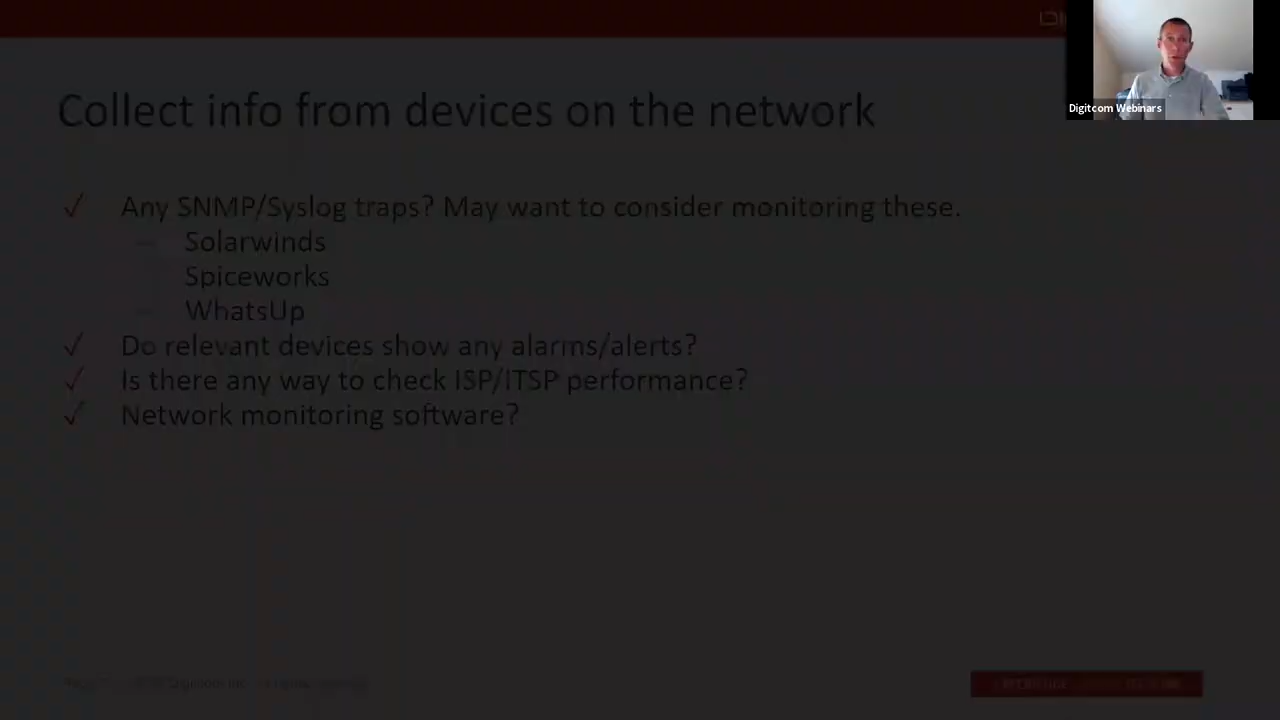 Digitcom Webinars
Collect info from devices on the network
✓ Any SNMP/Syslog traps? May want to consider monitoring these.
– Solarwinds
Spiceworks
– WhatsUp
✓ Do relevant devices show any alarms/alerts?
✓ Is there any way to check ISP/ITSP performance?
✓ Network monitoring software?